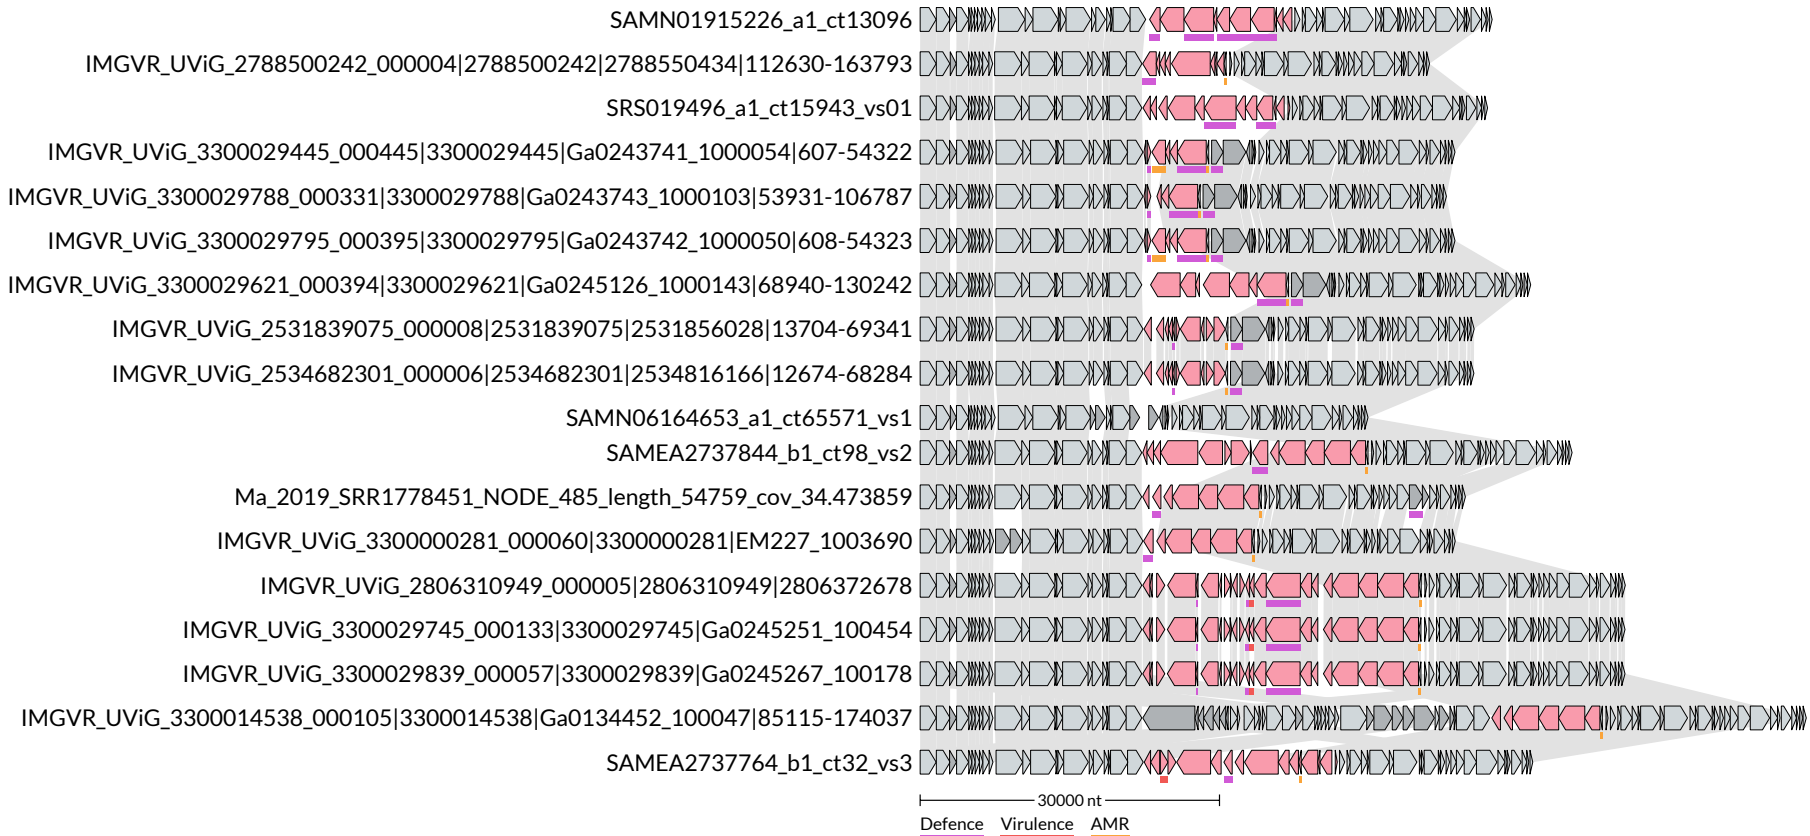 SAMN01915226_a1_ct13096
IMGVR_UViG_2788500242_000004|2788500242|2788550434|112630-163793
SRS019496_a1_ct15943_vs01
IMGVR_UViG_3300029445_000445|3300029445|Ga0243741_1000054|607-54322
IMGVR_UViG_3300029788_000331|3300029788|Ga0243743_1000103|53931-106787
IMGVR_UViG_3300029795_000395|3300029795|Ga0243742_1000050|608-54323
IMGVR_UViG_3300029621_000394|3300029621|Ga0245126_1000143|68940-130242
IMGVR_UViG_2531839075_000008|2531839075|2531856028|13704-69341
IMGVR_UViG_2534682301_000006|2534682301|2534816166|12674-68284
SAMN06164653_a1_ct65571_vs1
SAMEA2737844_b1_ct98_vs2
Ma_2019_SRR1778451_NODE_485_length_54759_cov_34.473859
IMGVR_UViG_3300000281_000060|3300000281|EM227_1003690
IMGVR_UViG_2806310949_000005|2806310949|2806372678
IMGVR_UViG_3300029745_000133|3300029745|Ga0245251_100454
IMGVR_UViG_3300029839_000057|3300029839|Ga0245267_100178
IMGVR_UViG_3300014538_000105|3300014538|Ga0134452_100047|85115-174037
SAMEA2737764_b1_ct32_vs3
30000 nt
Defence Virulence AMR